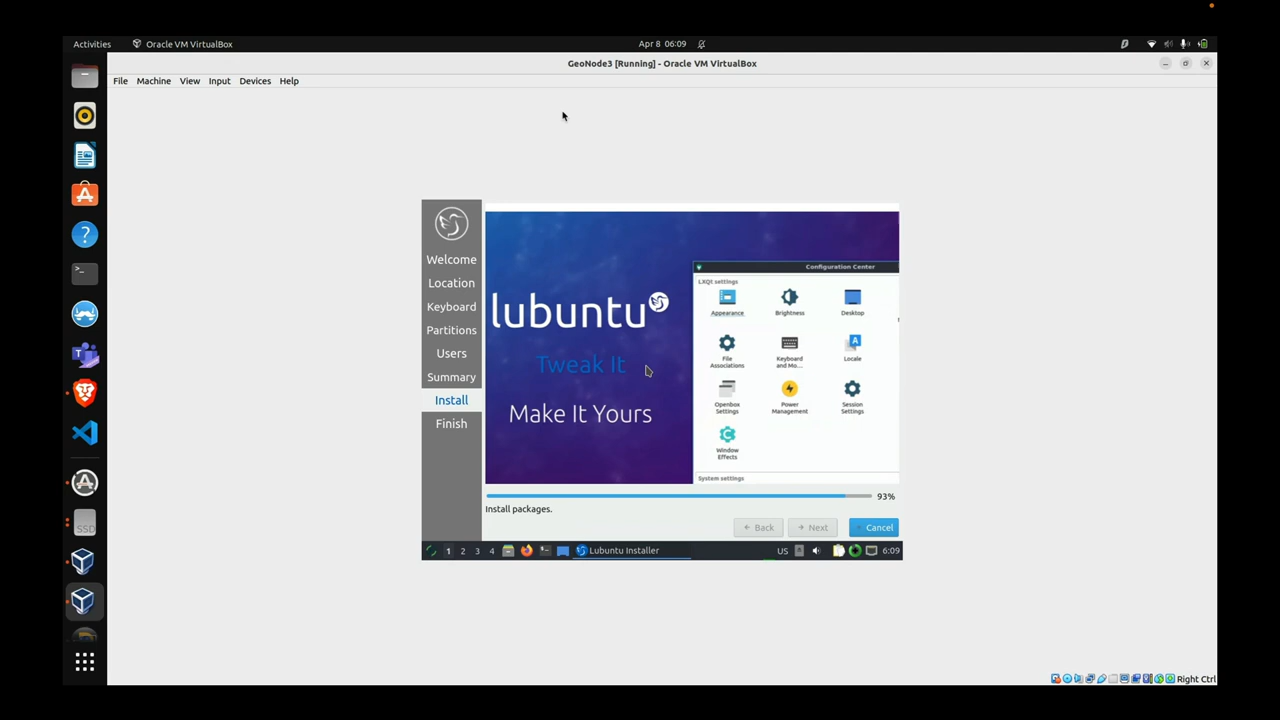 Activities
Oracle VM VirtualBox
Apr 8 06:09
GeoNode3 [Running] - Oracle VM VirtualBox
File Machine View Input Devices Help
Welcome
Location
Keyboard
Partitions
Users
Summary
Install
Finish
lubuntu
Tweak It
Make It Yours
Configuration Center
LXQt settings
Appearance
Brightness
Desktop
File Associations
Keyboard and Mo...
Locale
Openbox Settings
Power Management
Session Settings
Window Effects
System settings
93%
Install packages.
Back
Next
Cancel
1 2 3 4
Lubuntu Installer
US
6:09
SSD
Right Ctrl